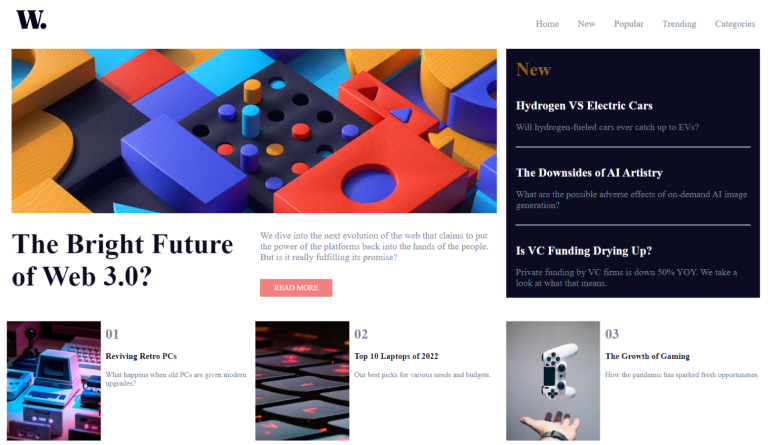 W.
Home New Popular Trending Categories
The Bright Future
of Web 3.0?
We dive into the next evolution of the web that claims to put
the power of the platforms back into the hands of the people.
But is it really fulfilling its promise?
READ MORE
New
Hydrogen VS Electric Cars
Will hydrogen-fueled cars ever catch up to EVs?
The Downsides of AI Artistry
What are the possible adverse effects of on-demand AI image
generation?
Is VC Funding Drying Up?
Private funding by VC firms is down 50% YOY. We take a
look at what that means.
01
Reviving Retro PCs
What happens when old PCs are given modern
upgrades?
02
Top 10 Laptops of 2022
Our best picks for various needs and budgets.
03
The Growth of Gaming
How the pandemic has sparked fresh opportunities.